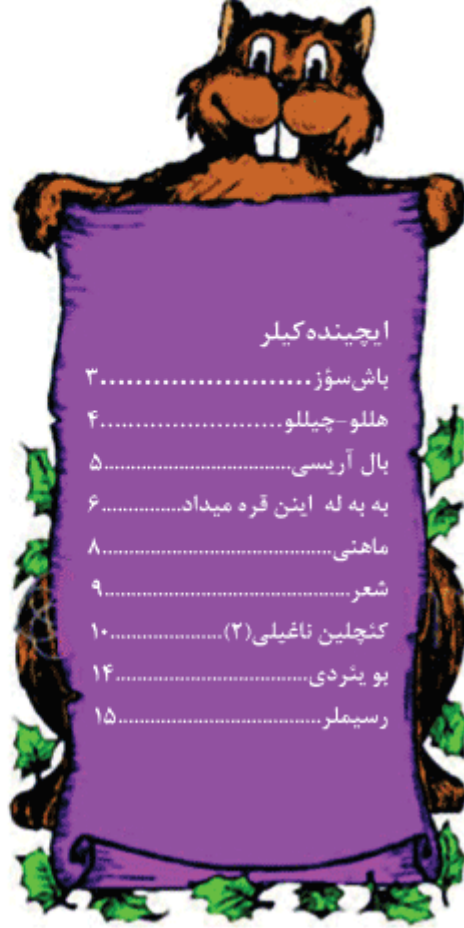 ایچینده‌کیلر
باش‌سؤز........................۳
هللو-چیللو.....................۴
بال آریسی..............................۵
به به له اینن قره میداد...............۶
ماهنی........................................۸
شعر...........................................۹
کئچلین ناغیلی(۲)......................۱۰
بو یئردی..................................۱۴
رسیملر....................................۱۵